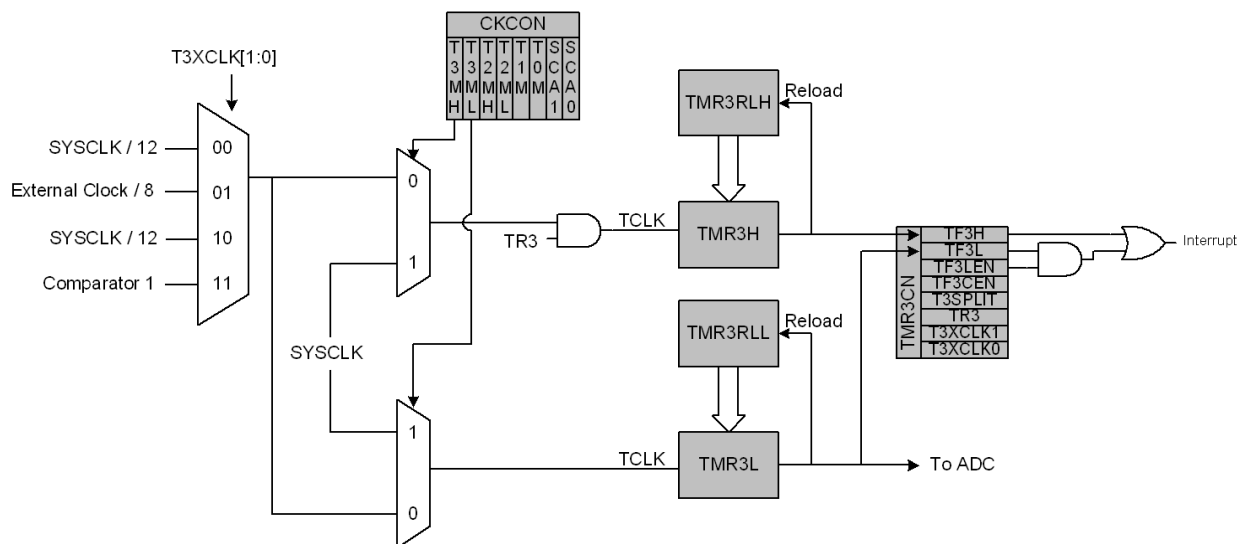 CKCON
T3MH T3ML T2MH T2ML T1M T0M SCA1 SCA0
T3XCLK[1:0]
SYSCLK / 12
00
External Clock / 8
01
SYSCLK / 12
10
Comparator 1
11
0
1
TR3
TCLK
TMR3RLH
Reload
TMR3H
TMR3CN
TF3H
TF3L
TF3LEN
TF3CEN
T3SPLIT
TR3
T3XCLK1
T3XCLK0
Interrupt
SYSCLK
1
0
TCLK
TMR3RLL
Reload
TMR3L
To ADC